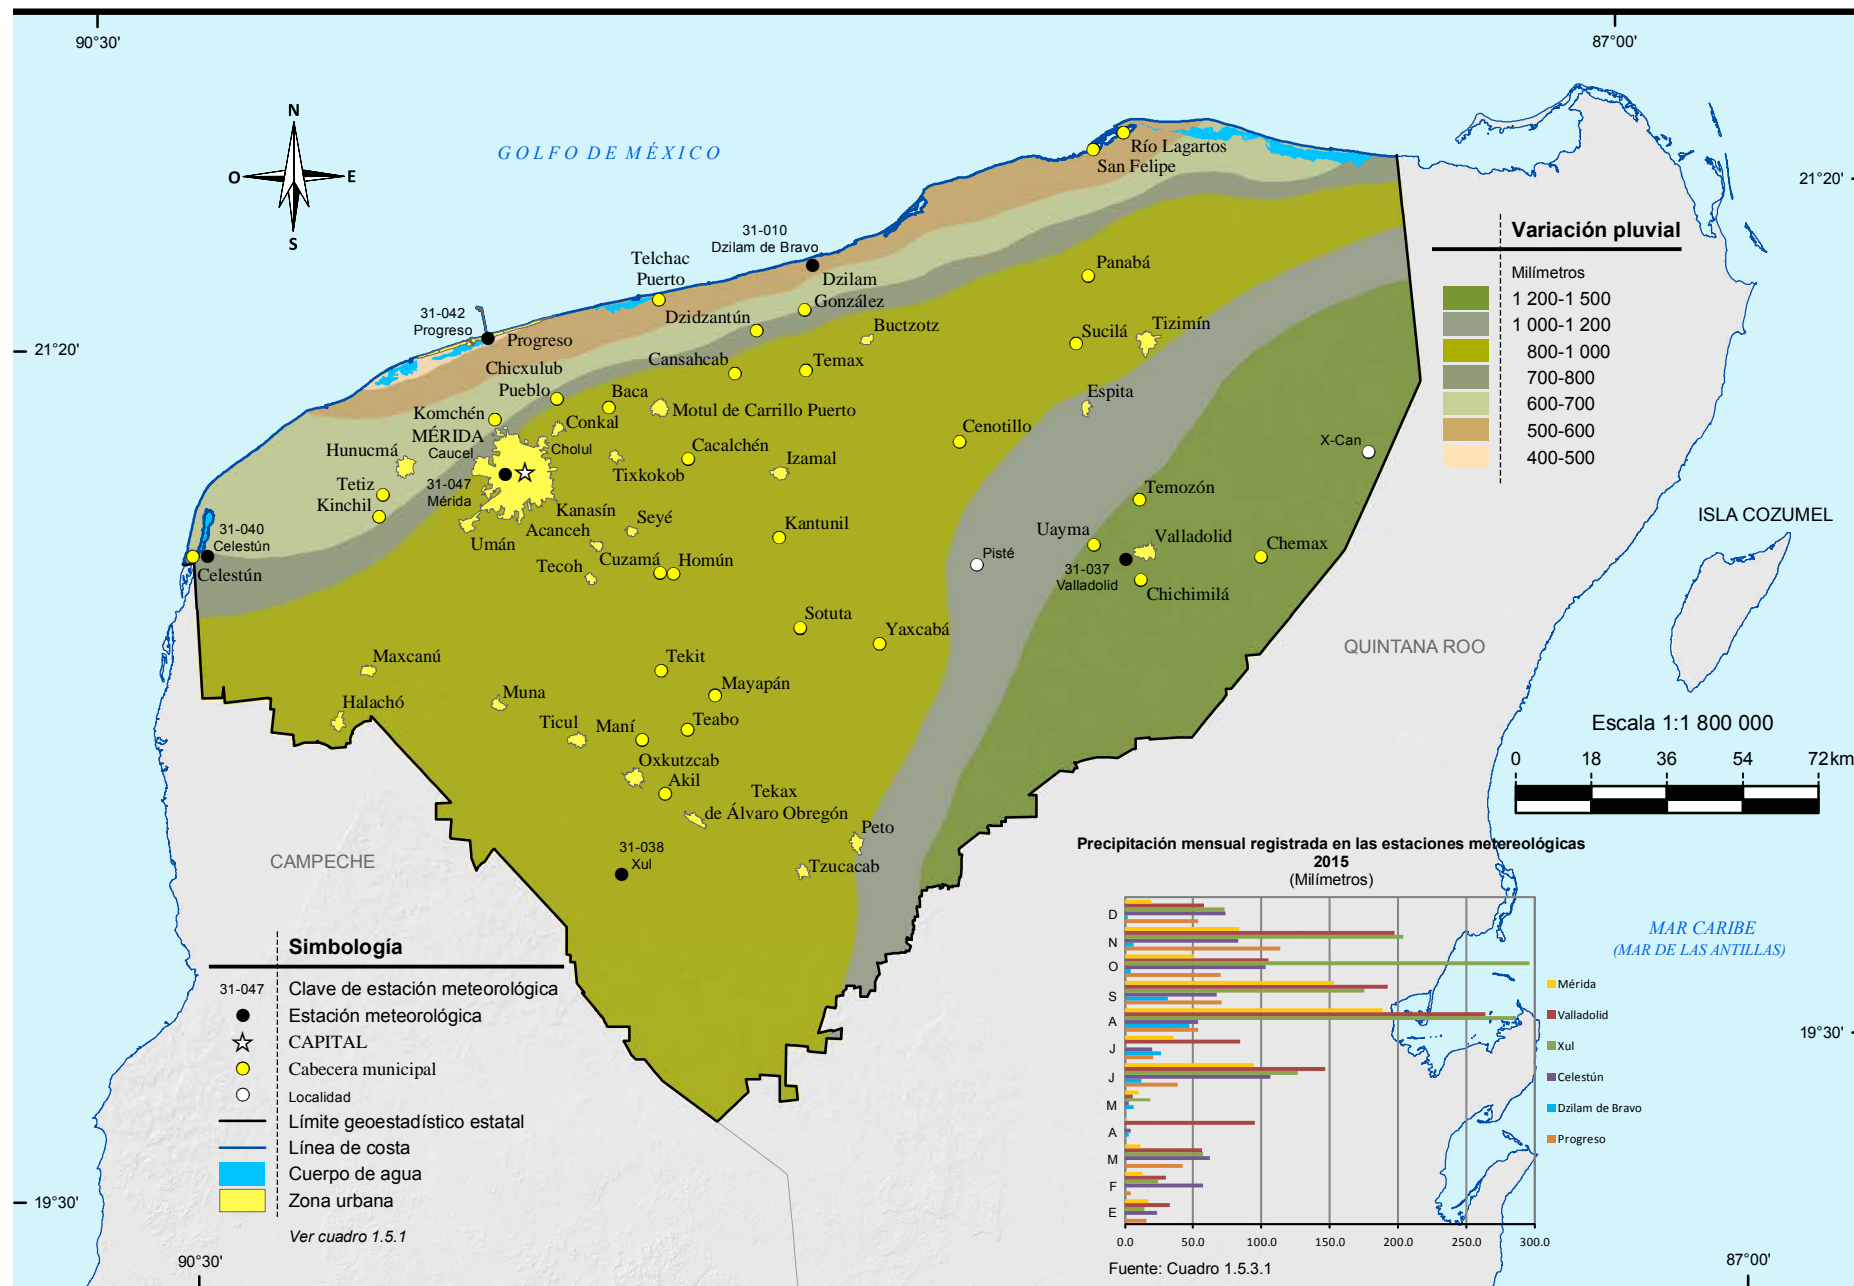 90°30'
87°00'
N
O
E
S
GOLFO DE MÉXICO
21°20'
21°20'
Río Lagartos
San Felipe
31-010
Dzilam de Bravo
Dzilam
González
Telchac
Puerto
Dzidzantún
Buctzotz
Panabá
Sucilá
Tizimín
31-042
Progreso
Progreso
Chicxulub
Pueblo
Cansahcab
Temax
Baca
Motul de Carrillo Puerto
Espita
Komchén
Conkal
MÉRIDA
Caucel
Cholul
Hunucmá
Cacalchén
Cenotillo
X-Can
Tixkokob
Izamal
Tetiz
Kinchil
31-047
Mérida
Kanasín
Temozón
Umán
Acanceh
Seyé
Kantunil
Uayma
Valladolid
Chemax
31-040
Celestún
Celestún
Tecoh
Cuzamá
Homún
Pisté
31-037
Valladolid
Chichimilá
Sotuta
Yaxcabá
Maxcanú
Tekit
Mayapán
Halachó
Muna
Ticul
Maní
Teabo
Oxkutzcab
Akil
Tekax
de Álvaro Obregón
Peto
Tzucacab
31-038
Xul
CAMPECHE
QUINTANA ROO
ISLA COZUMEL
MAR CARIBE
(MAR DE LAS ANTILLAS)
Variación pluvial
Milímetros
1 200-1 500
1 000-1 200
800-1 000
700-800
600-700
500-600
400-500
Escala 1:1 800 000
0 18 36 54 72 km
Precipitación mensual registrada en las estaciones metereológicas
2015
(Milímetros)
D
N
O
S
A
J
J
M
A
M
F
E
0.0 50.0 100.0 150.0 200.0 250.0 300.0
Mérida
Valladolid
Xul
Celestún
Dzilam de Bravo
Progreso
Fuente: Cuadro 1.5.3.1
Simbología
31-047 Clave de estación meteorológica
Estación meteorológica
CAPITAL
Cabecera municipal
Localidad
Límite geoestadístico estatal
Línea de costa
Cuerpo de agua
Zona urbana
Ver cuadro 1.5.1
19°30'
19°30'
90°30'
87°00'